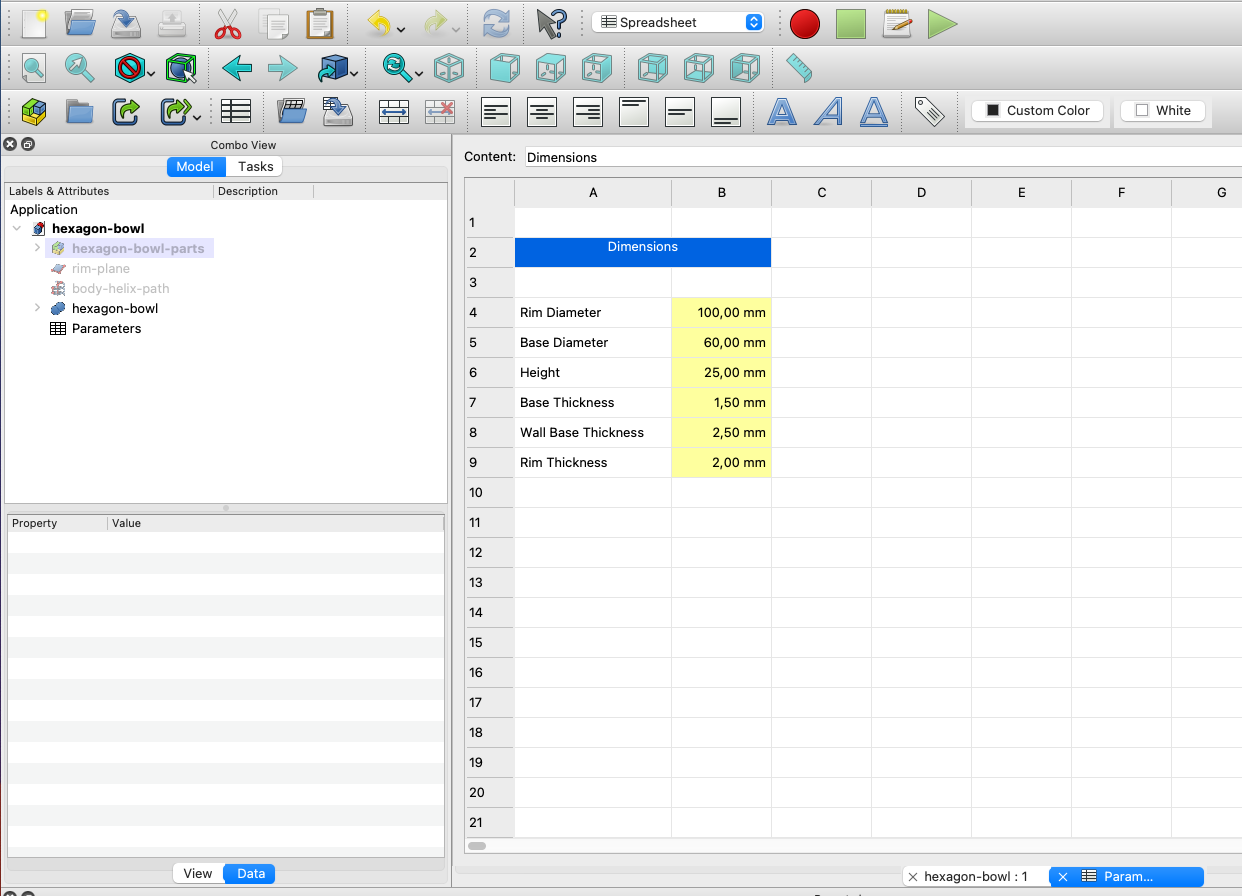 Spreadsheet
Custom Color
White
Combo View
Model Tasks
Labels & Attributes Description
Application
hexagon-bowl
hexagon-bowl-parts
rim-plane
body-helix-path
hexagon-bowl
Parameters
Property Value
View Data
Content: Dimensions
A B C D E F G
1
2 Dimensions
3
4 Rim Diameter 100,00 mm
5 Base Diameter 60,00 mm
6 Height 25,00 mm
7 Base Thickness 1,50 mm
8 Wall Base Thickness 2,50 mm
9 Rim Thickness 2,00 mm
10
11
12
13
14
15
16
17
18
19
20
21
hexagon-bowl : 1
Param...